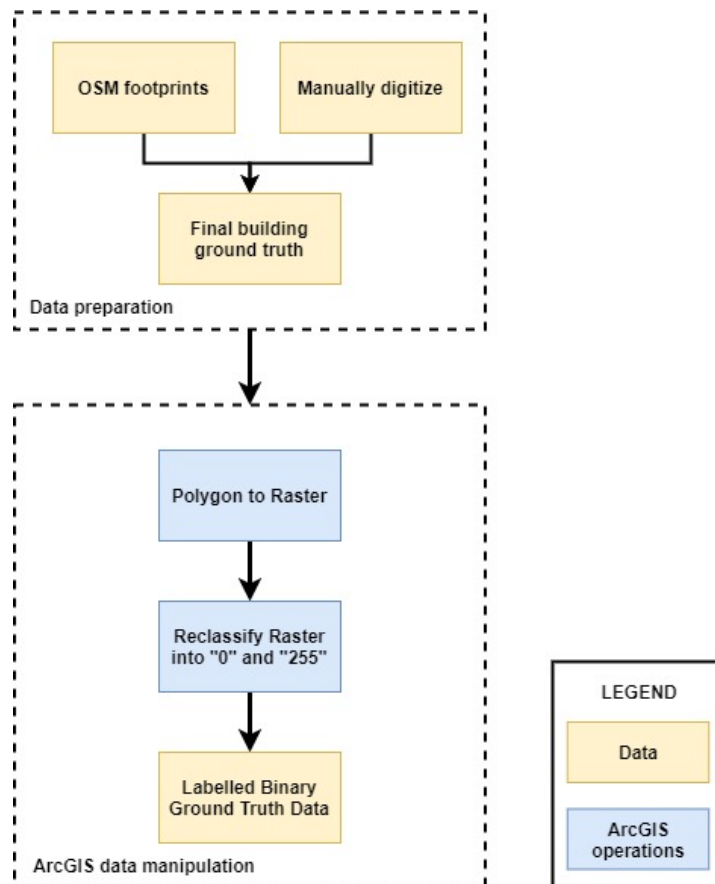 OSM footprints
Manually digitize
Final building
ground truth
Data preparation
Polygon to Raster
Reclassify Raster
into "0" and "255"
Labelled Binary
Ground Truth Data
ArcGIS data manipulation
LEGEND
Data
ArcGIS
operations